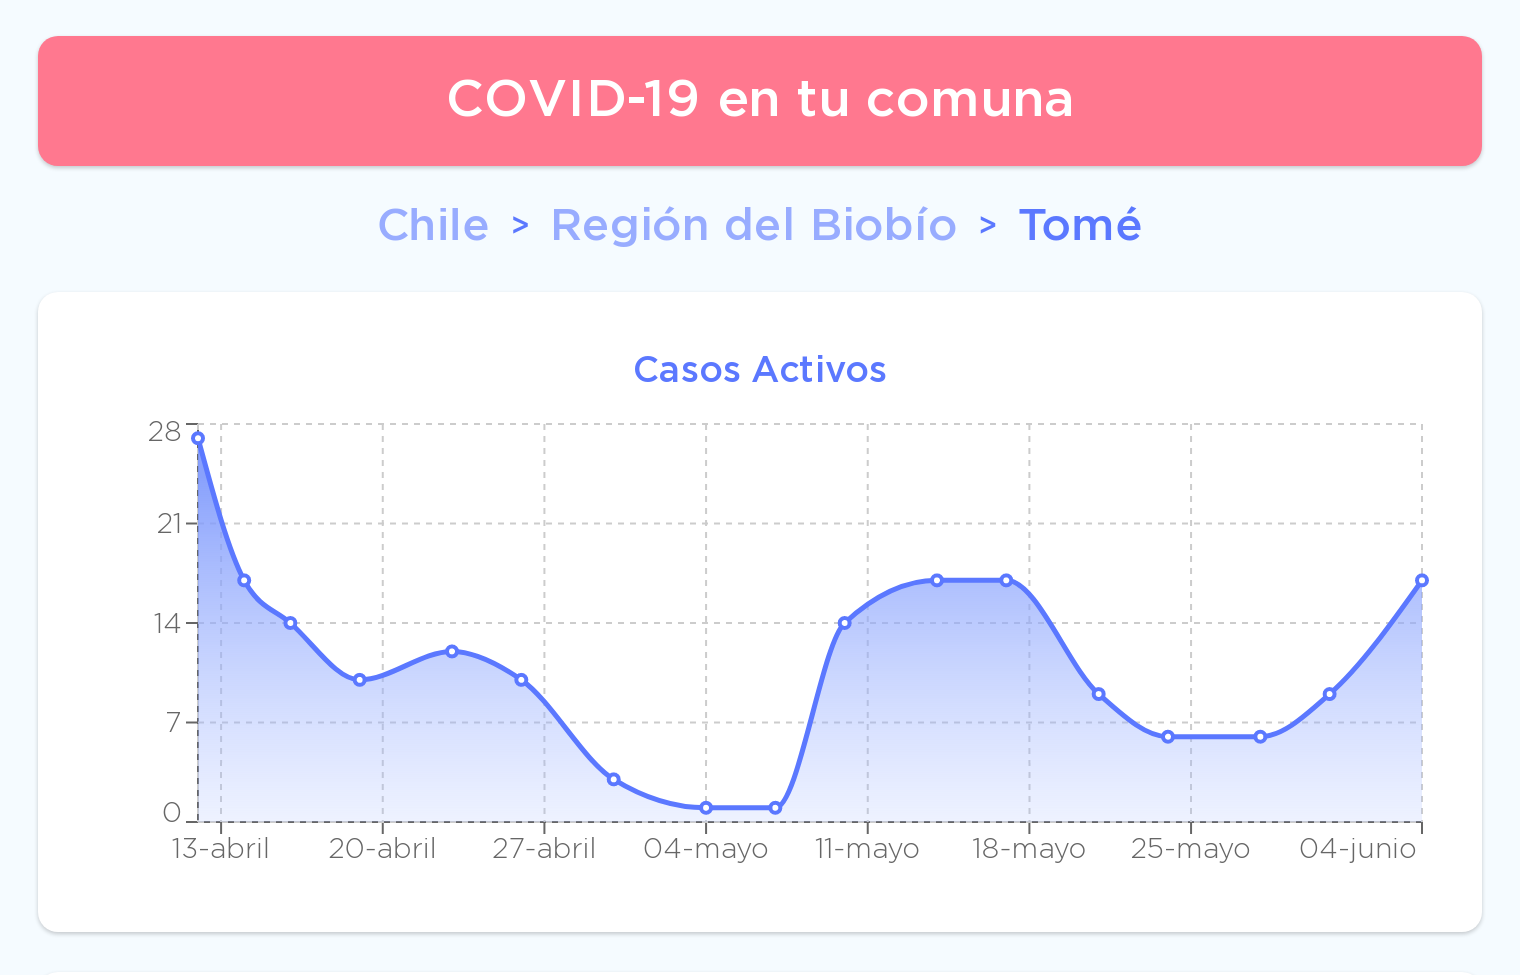 COVID-19 en tu comuna
Chile > Región del Biobío > Tomé
Casos Activos
28
21
14
7
0
13-abril 20-abril 27-abril 04-mayo 11-mayo 18-mayo 25-mayo 04-junio